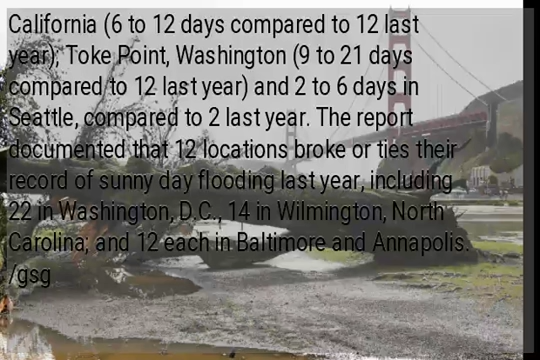 California (6 to 12 days compared to 12 last
year); Toke Point, Washington (9 to 21 days
compared to 12 last year) and 2 to 6 days in
Seattle, compared to 2 last year. The report
documented that 12 locations broke or ties their
record of sunny day flooding last year, including
22 in Washington, D.C., 14 in Wilmington, North
Carolina; and 12 each in Baltimore and Annapolis.
/gsg